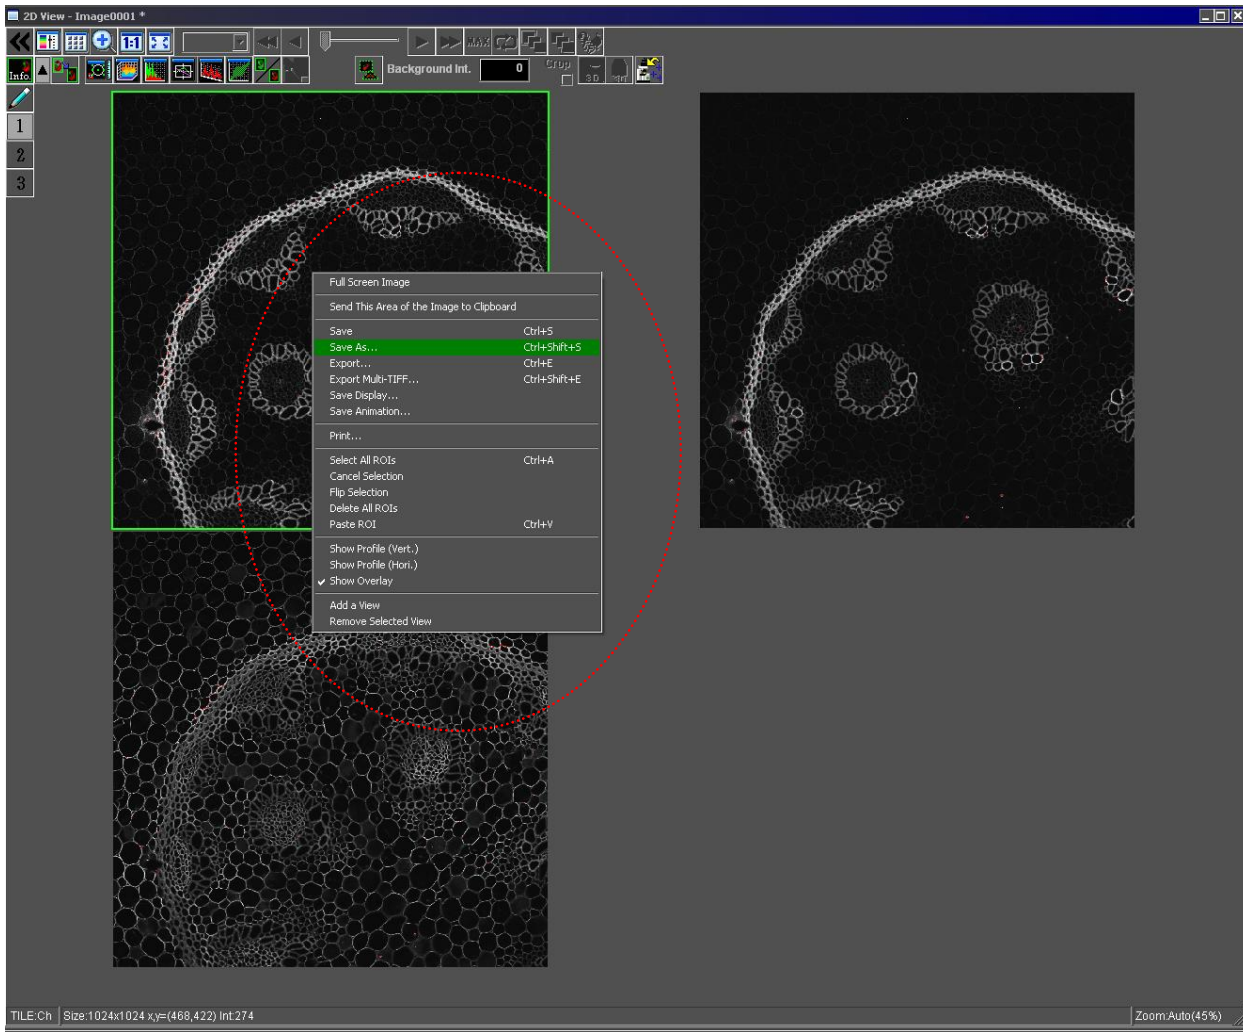 2D View - Image0001 *
1:1
MAX
Info.
Background Int.
0
Crop
3D
1
2
3
Full Screen Image
Send This Area of the Image to Clipboard
Save Ctrl+S
Save As... Ctrl+Shift+S
Export... Ctrl+E
Export Multi-TIFF... Ctrl+Shift+E
Save Display...
Save Animation...
Print...
Select All ROIs Ctrl+A
Cancel Selection
Flip Selection
Delete All ROIs
Paste ROI Ctrl+V
Show Profile (Vert.)
Show Profile (Hori.)
Show Overlay
Add a View
Remove Selected View
TILE:Ch Size:1024x1024 x,y=(468,422) Int:274 Zoom:Auto(45%)